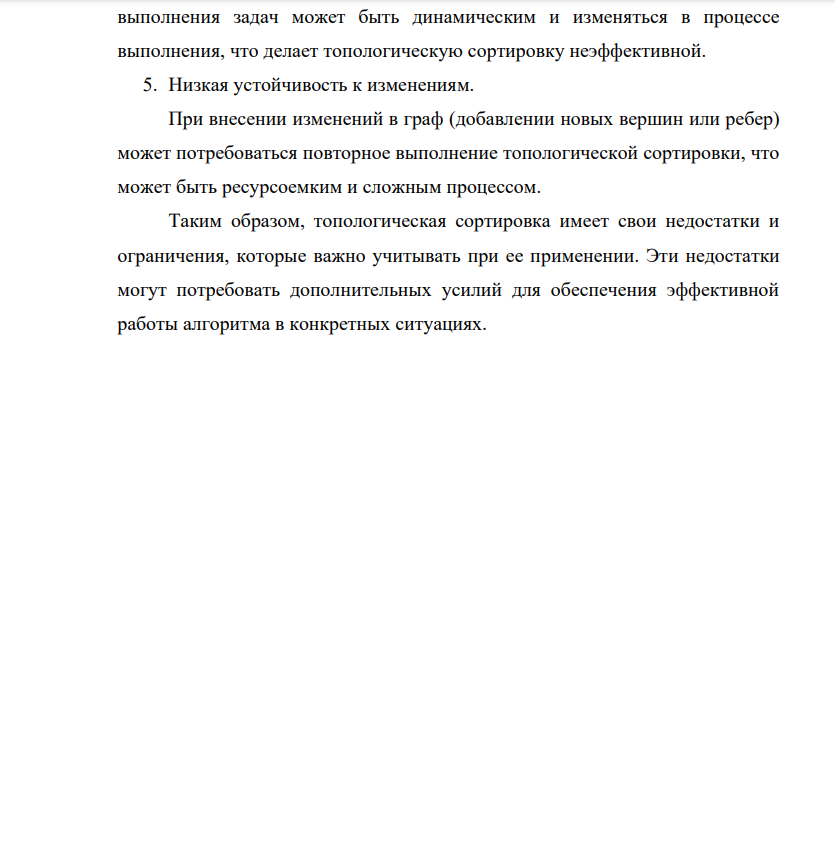 выполнения задач может быть динамическим и изменяться в процессе
выполнения, что делает топологическую сортировку неэффективной.
5. Низкая устойчивость к изменениям.
При внесении изменений в граф (добавлении новых вершин или ребер)
может потребоваться повторное выполнение топологической сортировки, что
может быть ресурсоемким и сложным процессом.
Таким образом, топологическая сортировка имеет свои недостатки и
ограничения, которые важно учитывать при ее применении. Эти недостатки
могут потребовать дополнительных усилий для обеспечения эффективной
работы алгоритма в конкретных ситуациях.